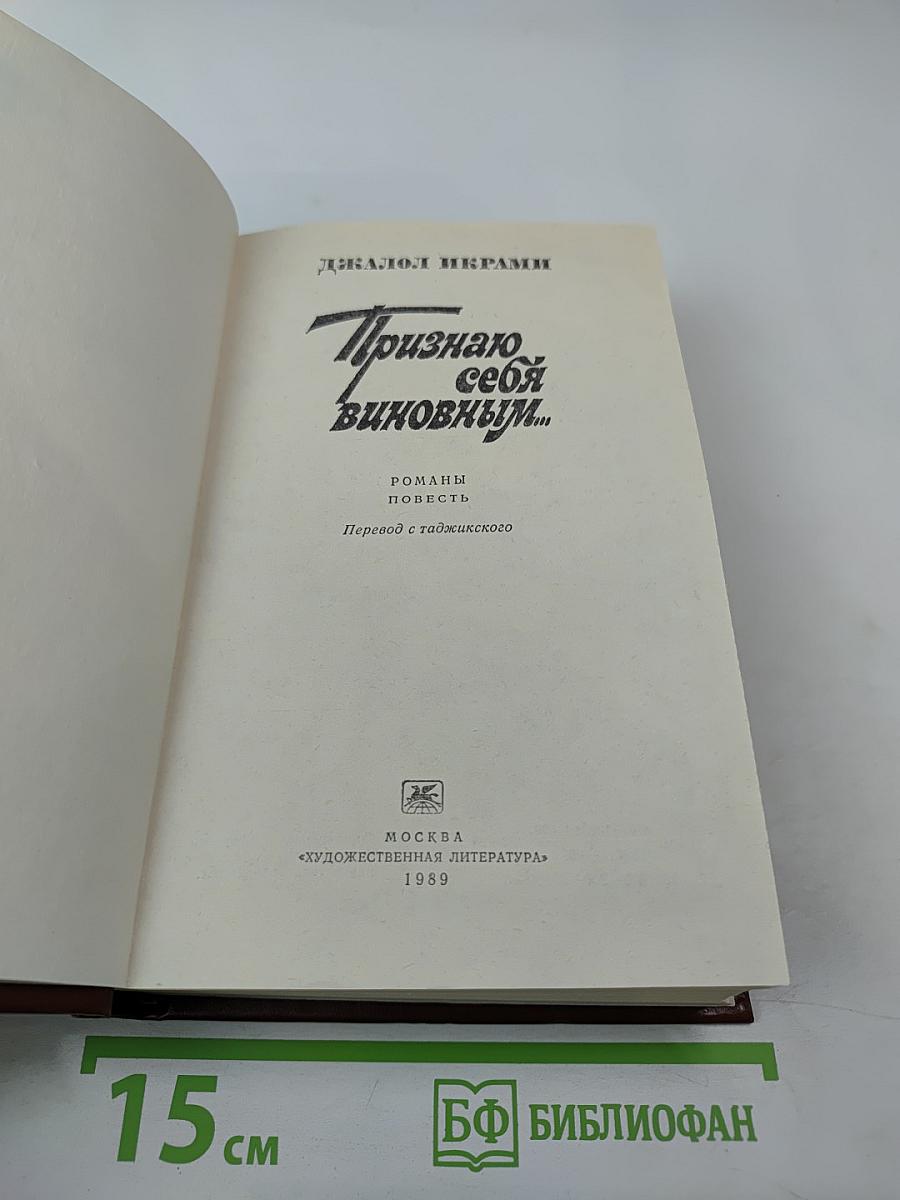 ДЖАЛОЛ ИКРАМИ
Признаю
себя
виновным...
РОМАНЫ
ПОВЕСТЬ
Перевод с таджикского
МОСКВА
«ХУДОЖЕСТВЕННАЯ ЛИТЕРАТУРА»
1989
15 см
БФ БИБЛИОФАН